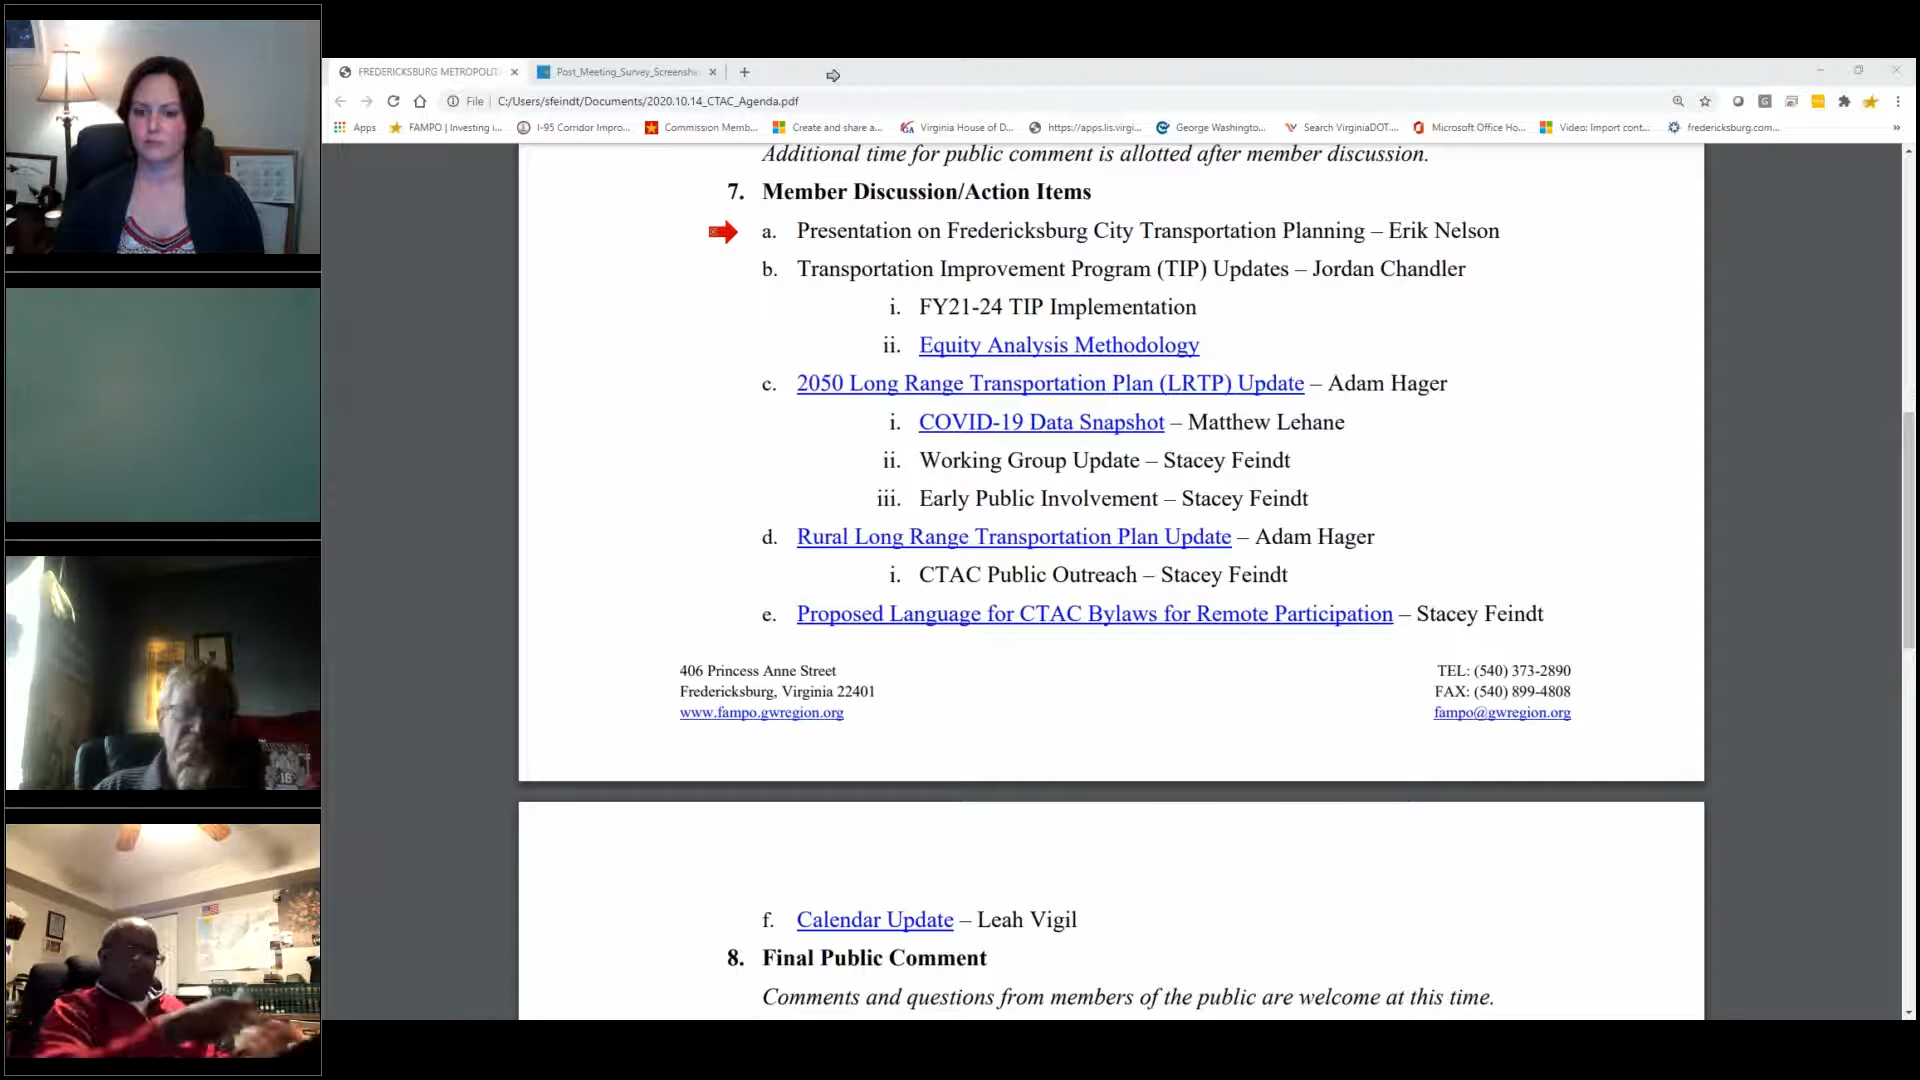 FREDERICKSBURG METROPOLIT
Post_Meeting_Survey_Screensho
File
C:/Users/sfeindt/Documents/2020.10.14_CTAC_Agenda.pdf
Apps
FAMPO | Investing i...
I-95 Corridor Impro...
Commission Memb...
Create and share a...
Virginia House of D...
https://apps.lis.virgi...
George Washingto...
Search VirginiaDOT....
Microsoft Office Ho...
Video: Import cont...
fredericksburg.com...
Additional time for public comment is allotted after member discussion.
7. Member Discussion/Action Items
a. Presentation on Fredericksburg City Transportation Planning – Erik Nelson
b. Transportation Improvement Program (TIP) Updates – Jordan Chandler
i. FY21-24 TIP Implementation
ii. Equity Analysis Methodology
c. 2050 Long Range Transportation Plan (LRTP) Update – Adam Hager
i. COVID-19 Data Snapshot – Matthew Lehane
ii. Working Group Update – Stacey Feindt
iii. Early Public Involvement – Stacey Feindt
d. Rural Long Range Transportation Plan Update – Adam Hager
i. CTAC Public Outreach – Stacey Feindt
e. Proposed Language for CTAC Bylaws for Remote Participation – Stacey Feindt
406 Princess Anne Street
Fredericksburg, Virginia 22401
www.fampo.gwregion.org
TEL: (540) 373-2890
FAX: (540) 899-4808
fampo@gwregion.org
f. Calendar Update – Leah Vigil
8. Final Public Comment
Comments and questions from members of the public are welcome at this time.
16